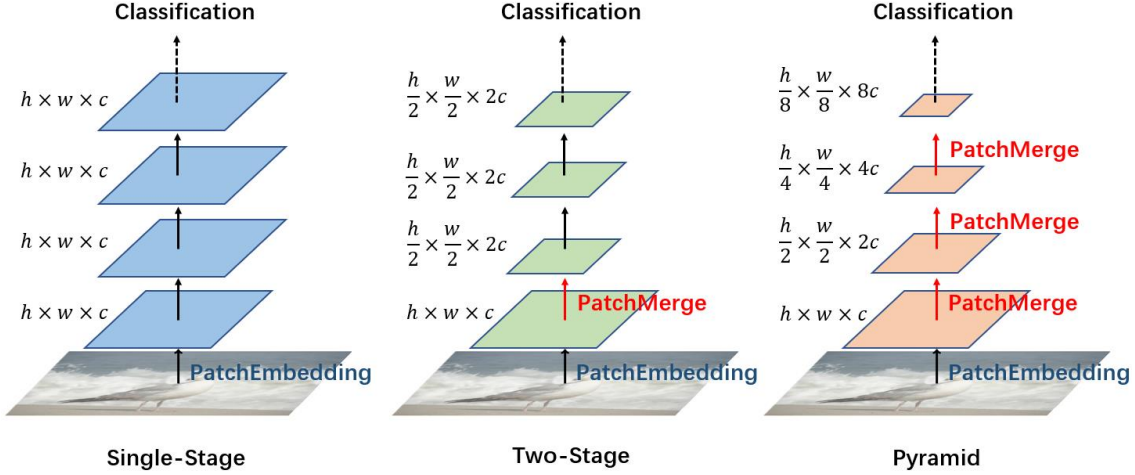 Classification
h × w × c
h × w × c
h × w × c
h × w × c
PatchEmbedding
Single-Stage
Classification
h/2 × w/2 × 2c
h/2 × w/2 × 2c
h/2 × w/2 × 2c
PatchMerge
h × w × c
PatchEmbedding
Two-Stage
Classification
h/8 × w/8 × 8c
PatchMerge
h/4 × w/4 × 4c
PatchMerge
h/2 × w/2 × 2c
PatchMerge
h × w × c
PatchEmbedding
Pyramid